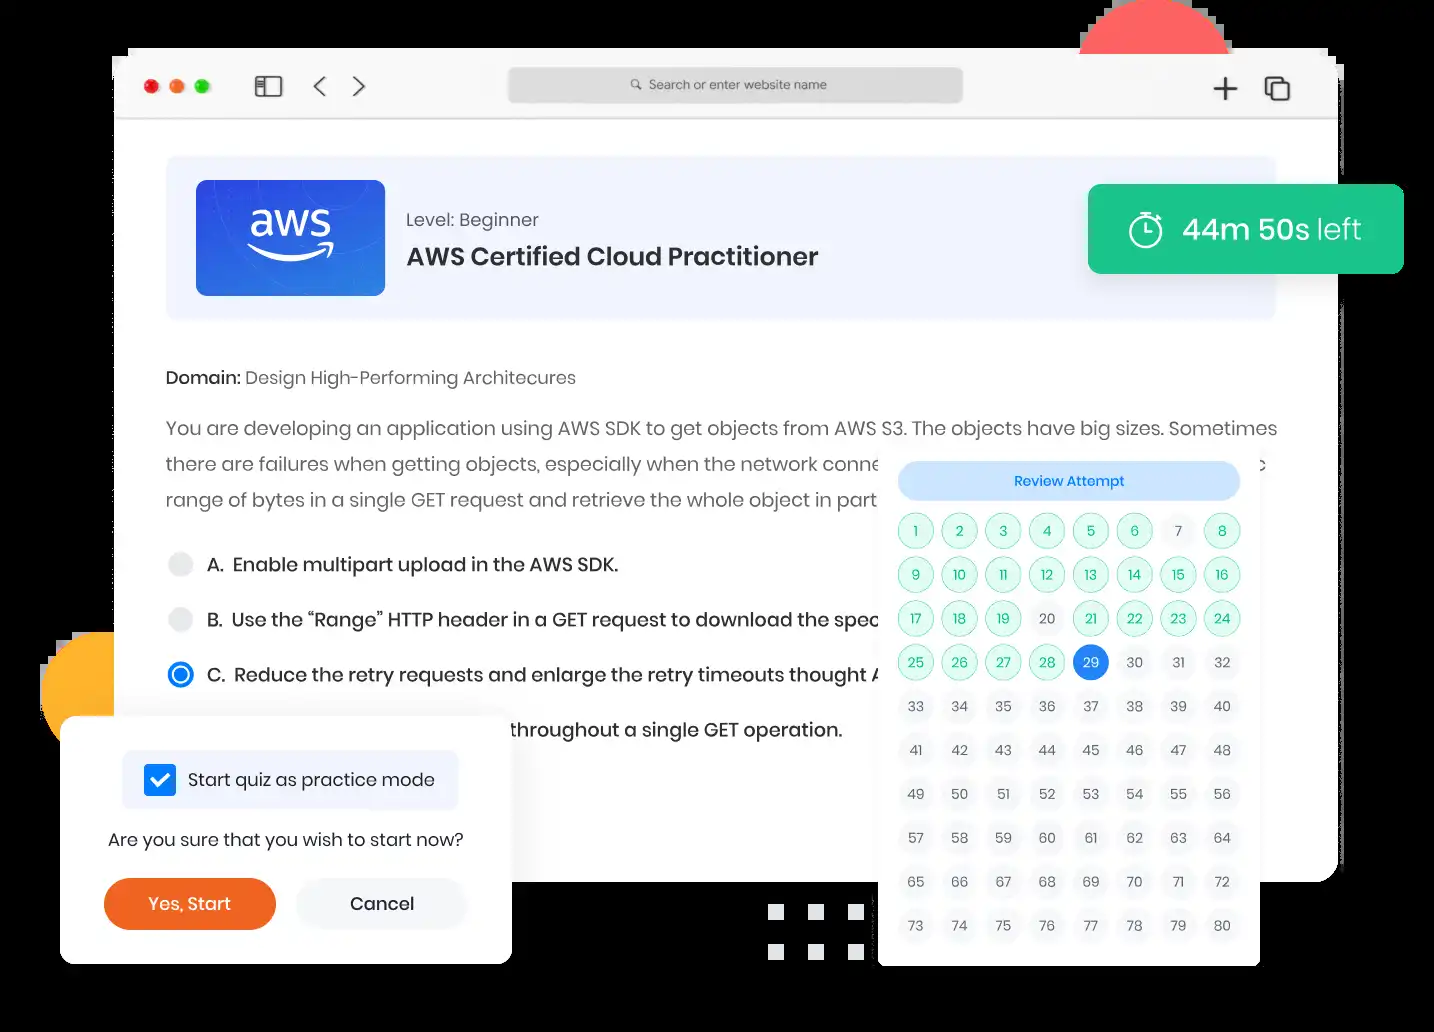 Search or enter website name
aws
Level: Beginner
AWS Certified Cloud Practitioner
44m 50s left
Domain: Design High-Performing Architecures
You are developing an application using AWS SDK to get objects from AWS S3. The objects have big sizes. Sometimes
there are failures when getting objects, especially when the network
range of bytes in a single GET request and retrieve the whole object in
A. Enable multipart upload in the AWS SDK.
B. Use the “Range” HTTP header in a GET request to download the
C. Reduce the retry requests and enlarge the retry timeouts thought
throughout a single GET operation.
Review Attempt
1 2 3 4 5 6 7 8
9 10 11 12 13 14 15 16
17 18 19 20 21 22 23 24
25 26 27 28 29 30 31 32
33 34 35 36 37 38 39 40
41 42 43 44 45 46 47 48
49 50 51 52 53 54 55 56
57 58 59 60 61 62 63 64
65 66 67 68 69 70 71 72
73 74 75 76 77 78 79 80
Start quiz as practice mode
Are you sure that you wish to start now?
Yes, Start
Cancel